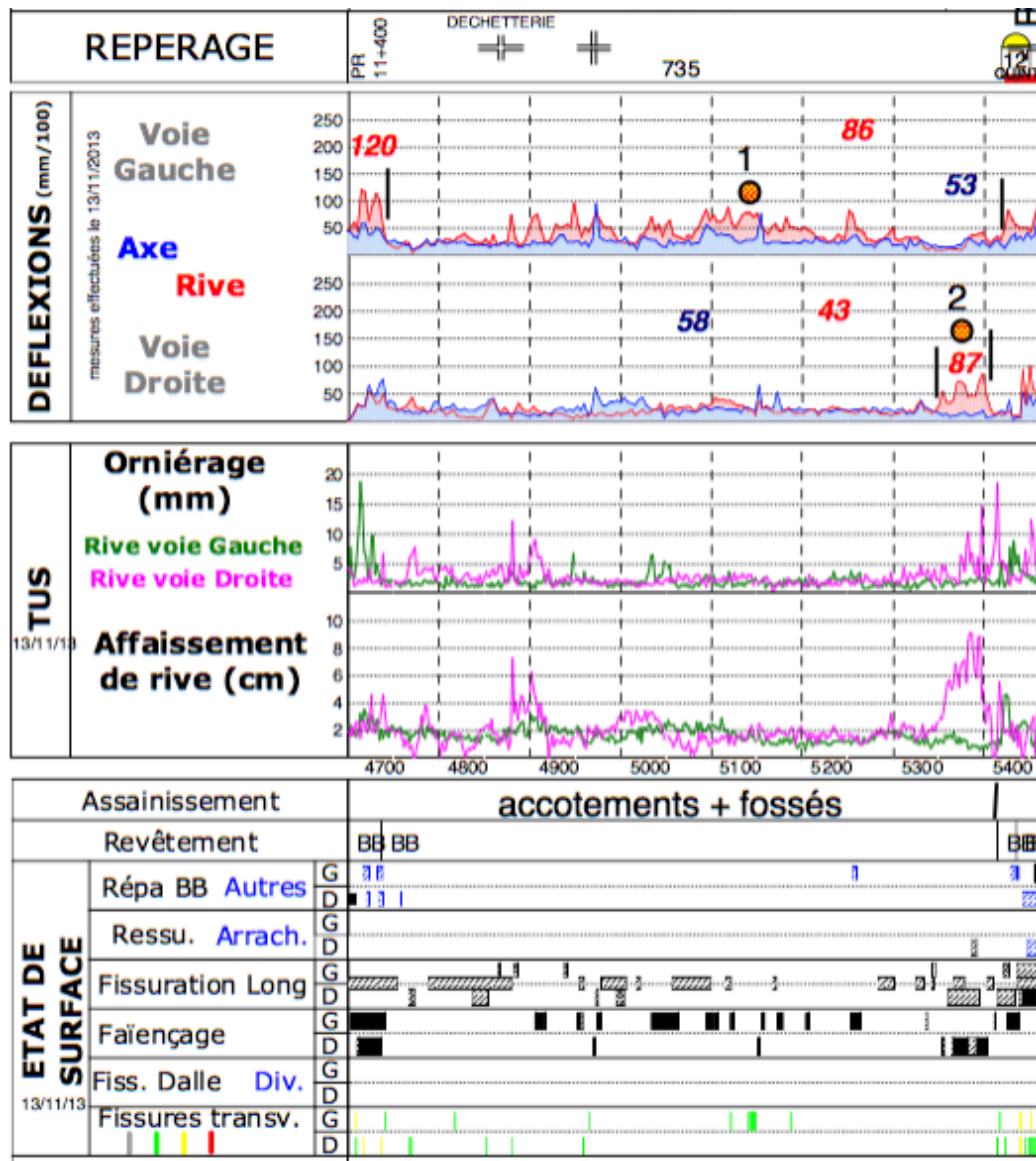 REPERAGE
PR
11+400
DECHETTERIE
735
12
DEFLEXIONS (mm/100)
mesures effectuées le 13/11/2013
Voie
Gauche
Axe
Rive
Voie
Droite
250
200
150
100
50
120
1
86
53
250
200
150
100
50
58
43
2
87
TUS
13/11/13
Orniérage
(mm)
Rive voie Gauche
Rive voie Droite
20
15
10
5
Affaissement
de rive (cm)
10
8
6
4
2
4700 4800 4900 5000 5100 5200 5300 5400
Assainissement
accotements + fossés
Revêtement
BB BB
ETAT DE
SURFACE
13/11/13
Répa BB Autres
G
D
Ressu. Arrach.
G
D
Fissuration Long
G
D
Faïençage
G
D
Fiss. Dalle Div.
G
D
Fissures transv.
G
D